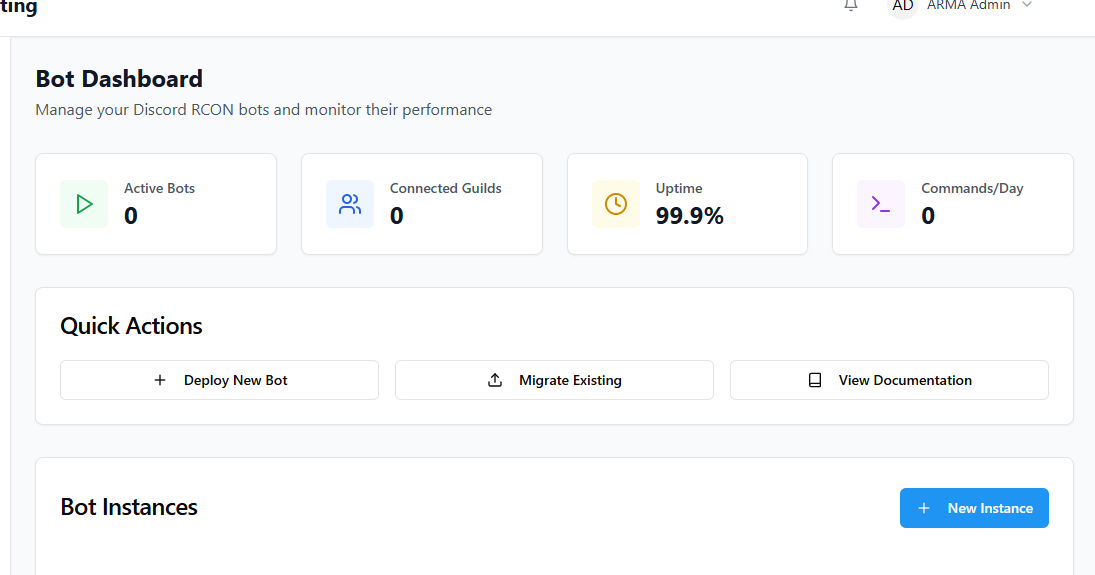 ting
AD ARMA Admin
Bot Dashboard
Manage your Discord RCON bots and monitor their performance
Active Bots
0
Connected Guilds
0
Uptime
99.9%
Commands/Day
0
Quick Actions
Deploy New Bot
Migrate Existing
View Documentation
Bot Instances
New Instance